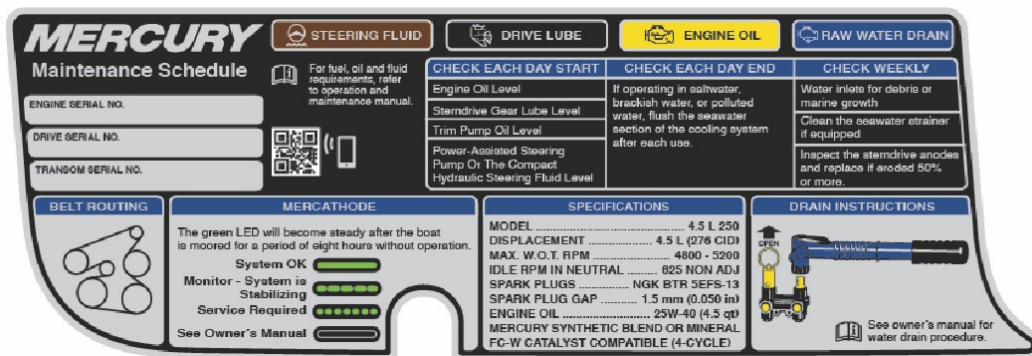 MERCURY
Maintenance Schedule
ENGINE SERIAL NO.
DRIVE SERIAL NO.
TRANSOM SERIAL NO.
STEERING FLUID
DRIVE LUBE
ENGINE OIL
RAW WATER DRAIN
For fuel, oil and fluid
requirements, refer
to operation and
maintenance manual.
CHECK EACH DAY START
Engine Oil Level
Sterndrive Gear Lube Level
Trim Pump Oil Level
Power-Assisted Steering
Pump Or The Compact
Hydraulic Steering Fluid Level
CHECK EACH DAY END
If operating in saltwater,
brackish water, or polluted
water, flush the seawater
section of the cooling system
after each use.
CHECK WEEKLY
Water inlets for debris or
marine growth
Clean the seawater strainer
if equipped
Inspect the sterndrive anodes
and replace if eroded 50%
or more.
BELT ROUTING
MERCATHODE
The green LED will become steady after the boat
is moored for a period of eight hours without operation.
System OK
Monitor - System is
Stabilizing
Service Required
See Owner's Manual
SPECIFICATIONS
MODEL ............ 4.5 L 250
DISPLACEMENT ............ 4.5 L (276 CID)
MAX. W.O.T. RPM ............ 4800 - 5200
IDLE RPM IN NEUTRAL ........ 625 NON ADJ
SPARK PLUGS ........ NGK BTR 5EFS-13
SPARK PLUG GAP .......... 1.5 mm (0.050 in)
ENGINE OIL ............ 25W-40 (4.5 qt)
MERCURY SYNTHETIC BLEND OR MINERAL
FC-W CATALYST COMPATIBLE (4-CYCLE)
DRAIN INSTRUCTIONS
OPEN
See owner's manual for
water drain procedure.